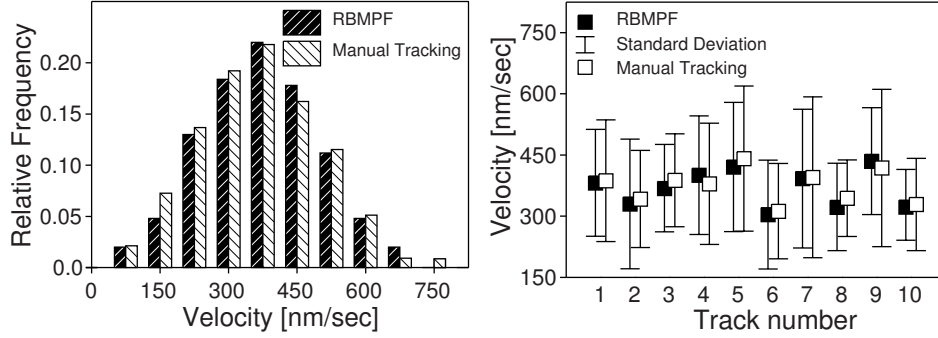 RBMPF
Manual Tracking
Relative Frequency
0.20
0.15
0.10
0.05
0.0
0 150 300 450 600 750
Velocity [nm/sec]
RBMPF
Standard Deviation
Manual Tracking
Velocity [nm/sec]
750
600
450
300
150
1 2 3 4 5 6 7 8 9 10
Track number